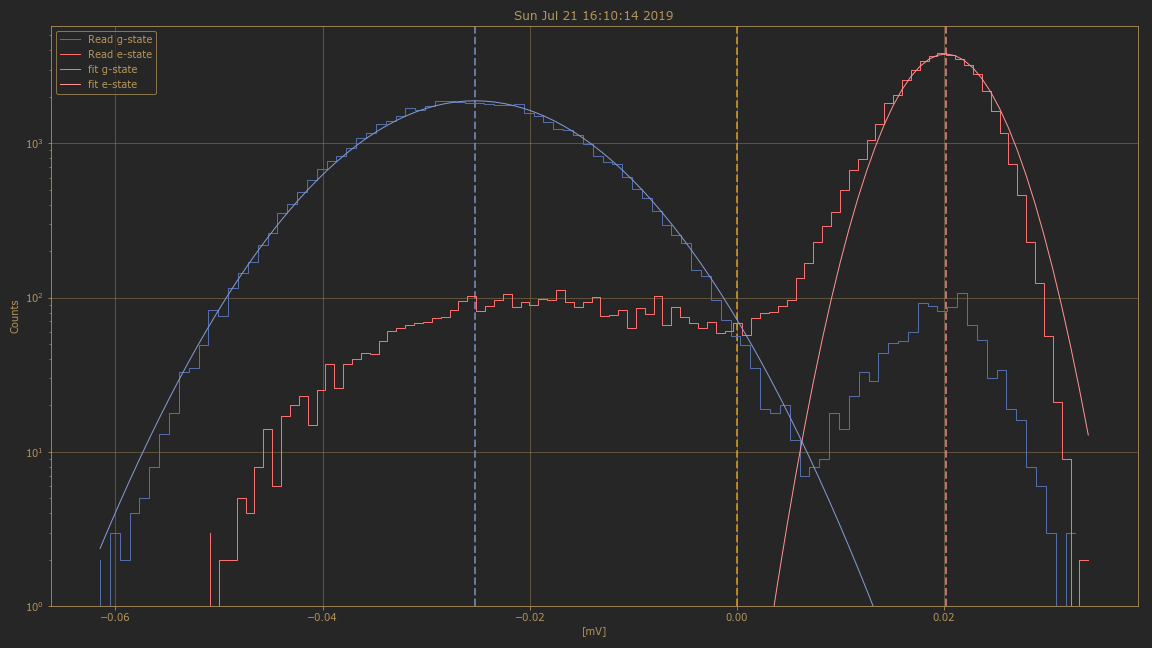 Sun Jul 21 16:10:14 2019
Read g-state
Read e-state
fit g-state
fit e-state
Counts
10³
10²
10¹
10⁰
−0.06
−0.04
−0.02
0.00
0.02
[mV]